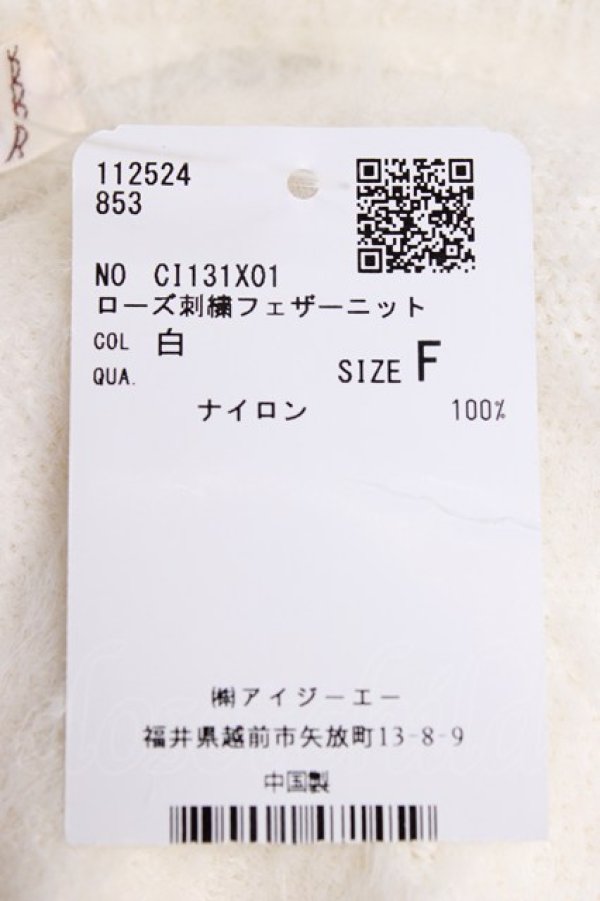 112524
853
NO CI131X01
ローズ刺繍フェザーニット
COL 白
QUA. SIZE F
ナイロン 100%
㈱アイジーエー
福井県越前市矢放町13-8-9
中国製